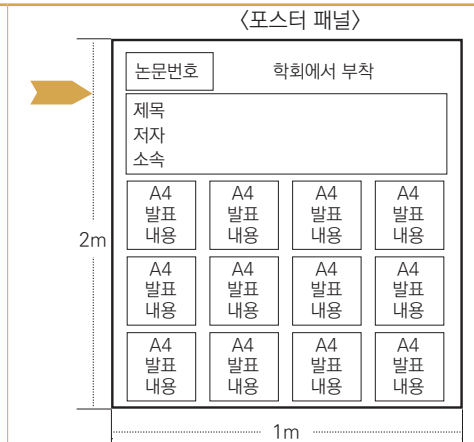 〈포스터 패널〉
논문번호 학회에서 부착
제목
저자
소속
A4 A4 A4 A4
발표 발표 발표 발표
내용 내용 내용 내용
2m
A4 A4 A4 A4
발표 발표 발표 발표
내용 내용 내용 내용
A4 A4 A4 A4
발표 발표 발표 발표
내용 내용 내용 내용
1m